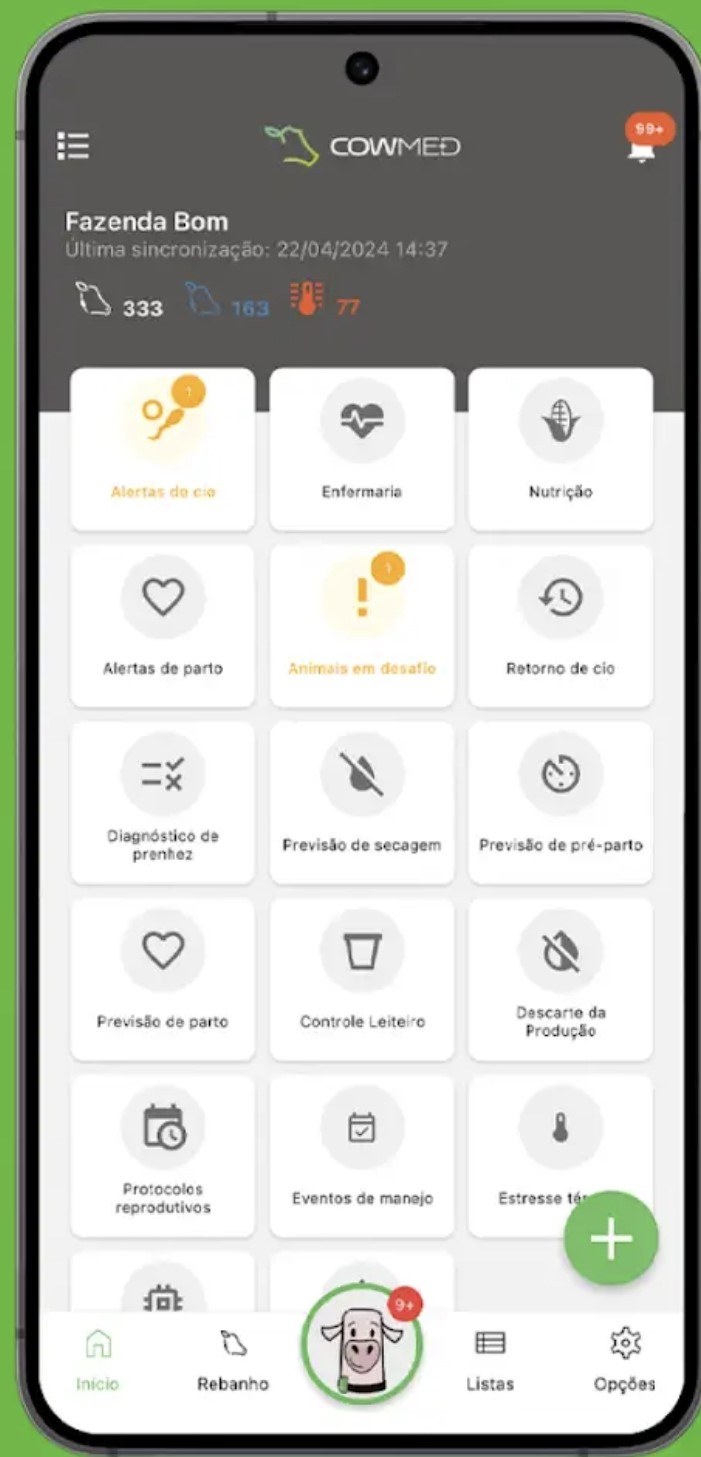 99+
COWMED
Fazenda Bom
Última sincronização: 22/04/2024 14:37
333 163 77
1
Alertas do cio
Enfermaria
Nutrição
1
Alertas de parto
Animais em desafio
Retorno de cio
Diagnóstico de
prenhez
Previsão de secagem
Previsão de pré-parto
Previsão de parto
Controle Leiteiro
Descarte da
Produção
Protocolos
reprodutivos
Eventos de manejo
Estresse
9+
Início
Rebanho
Listas
Opções